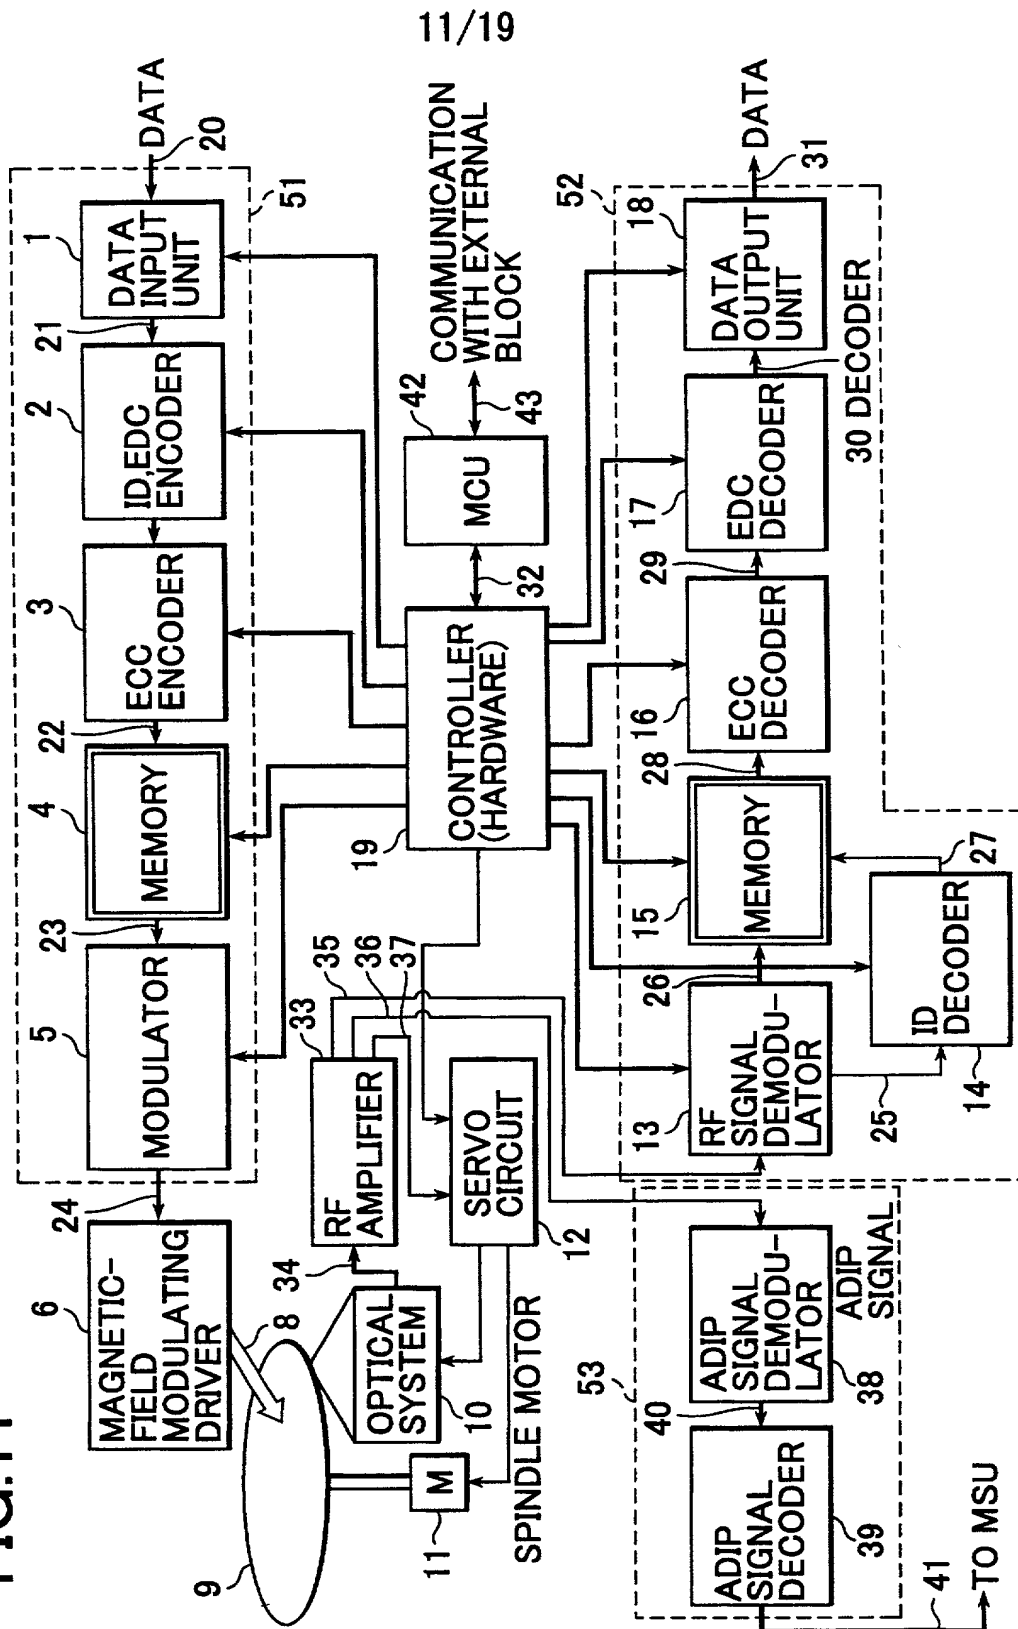 11/19
DATA
20
51
1
DATA
INPUT
UNIT
21
2
ID,EDC
ENCODER
3
ECC
ENCODER
22
4
MEMORY
23
5
MODULATOR
24
6
MAGNETIC-
FIELD
MODULATING
DRIVER
8
9
COMMUNICATION
WITH EXTERNAL
BLOCK
43
42
MCU
32
CONTROLLER
(HARDWARE)
19
35
36
37
33
RF
AMPLIFIER
34
SERVO
CIRCUIT
12
OPTICAL
SYSTEM
10
M
11
SPINDLE MOTOR
DATA
31
52
18
DATA
OUTPUT
UNIT
30 DECODER
17
EDC
DECODER
29
16
ECC
DECODER
28
15
MEMORY
27
26
ID DECODER
14
25
13
RF
SIGNAL
DEMODU-
LATOR
53
ADIP
SIGNAL
DEMODU-
LATOR
38
ADIP
SIGNAL
40
ADIP
SIGNAL
DECODER
39
41
TO MSU